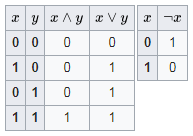 x y x ∧ y x ∨ y
0 0 0 0
1 0 0 1
0 1 0 1
1 1 1 1
x ¬x
0 1
1 0